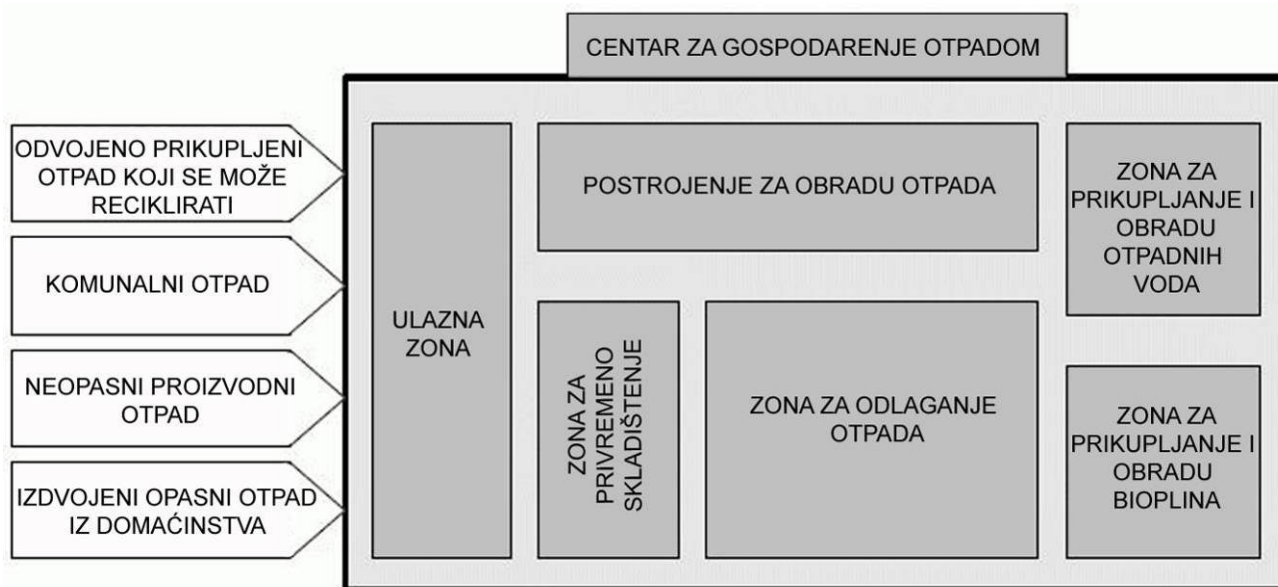 CENTAR ZA GOSPODARENJE OTPADOM
ODVOJENO PRIKUPLJENI
OTPAD KOJI SE MOŽE
RECIKLIRATI
KOMUNALNI OTPAD
NEOPASNI PROIZVODNI
OTPAD
IZDVOJENI OPASNI OTPAD
IZ DOMAĆINSTVA
ULAZNA
ZONA
POSTROJENJE ZA OBRADU OTPADA
ZONA ZA
PRIVREMENO
SKLADIŠTENJE
ZONA ZA ODLAGANJE
OTPADA
ZONA ZA
PRIKUPLJANJE I
OBRADU
OTPADNIH
VODA
ZONA ZA
PRIKUPLJANJE I
OBRADU
BIOPLINA